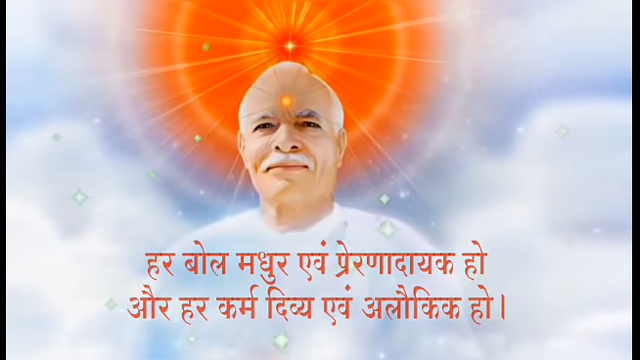 हर बोल मधुर एवं प्रेरणादायक हो
और हर कर्म दिव्य एवं अलौकिक हो।